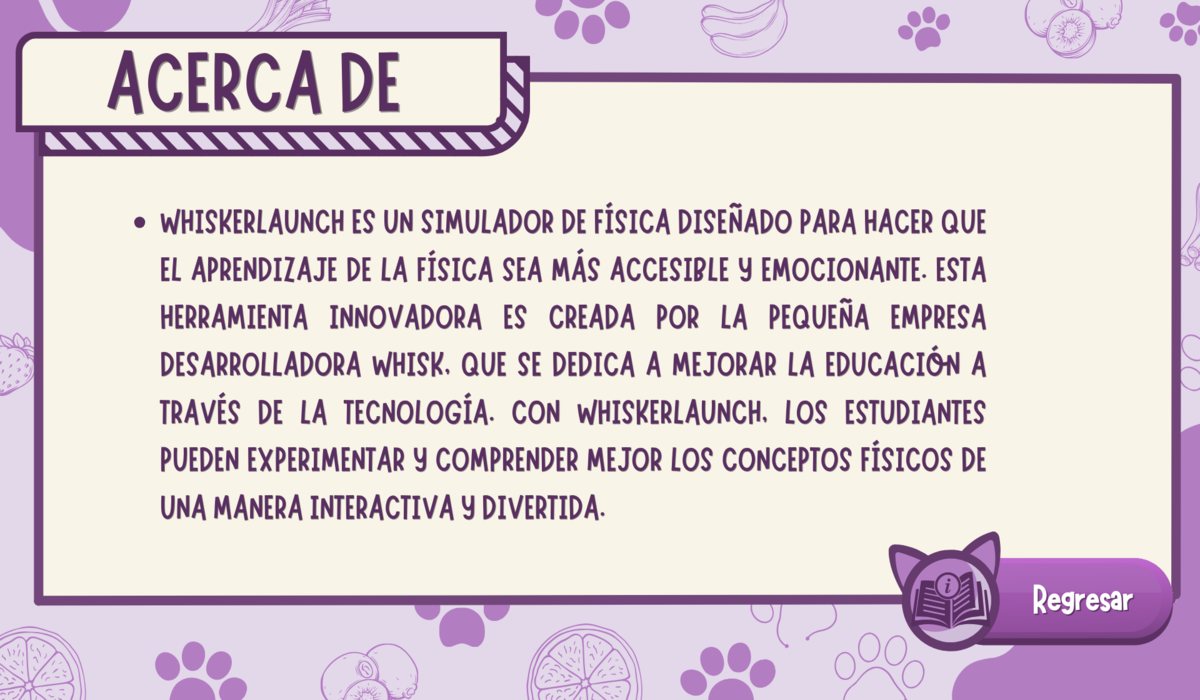 ACERCA DE
• WHISKERLAUNCH ES UN SIMULADOR DE FÍSICA DISEÑADO PARA HACER QUE
EL APRENDIZAJE DE LA FÍSICA SEA MÁS ACCESIBLE Y EMOCIONANTE. ESTA
HERRAMIENTA INNOVADORA ES CREADA POR LA PEQUEÑA EMPRESA
DESARROLLADORA WHISK, QUE SE DEDICA A MEJORAR LA EDUCACIÓN A
TRAVÉS DE LA TECNOLOGÍA. CON WHISKERLAUNCH, LOS ESTUDIANTES
PUEDEN EXPERIMENTAR Y COMPRENDER MEJOR LOS CONCEPTOS FÍSICOS DE
UNA MANERA INTERACTIVA Y DIVERTIDA.
i
Regresar